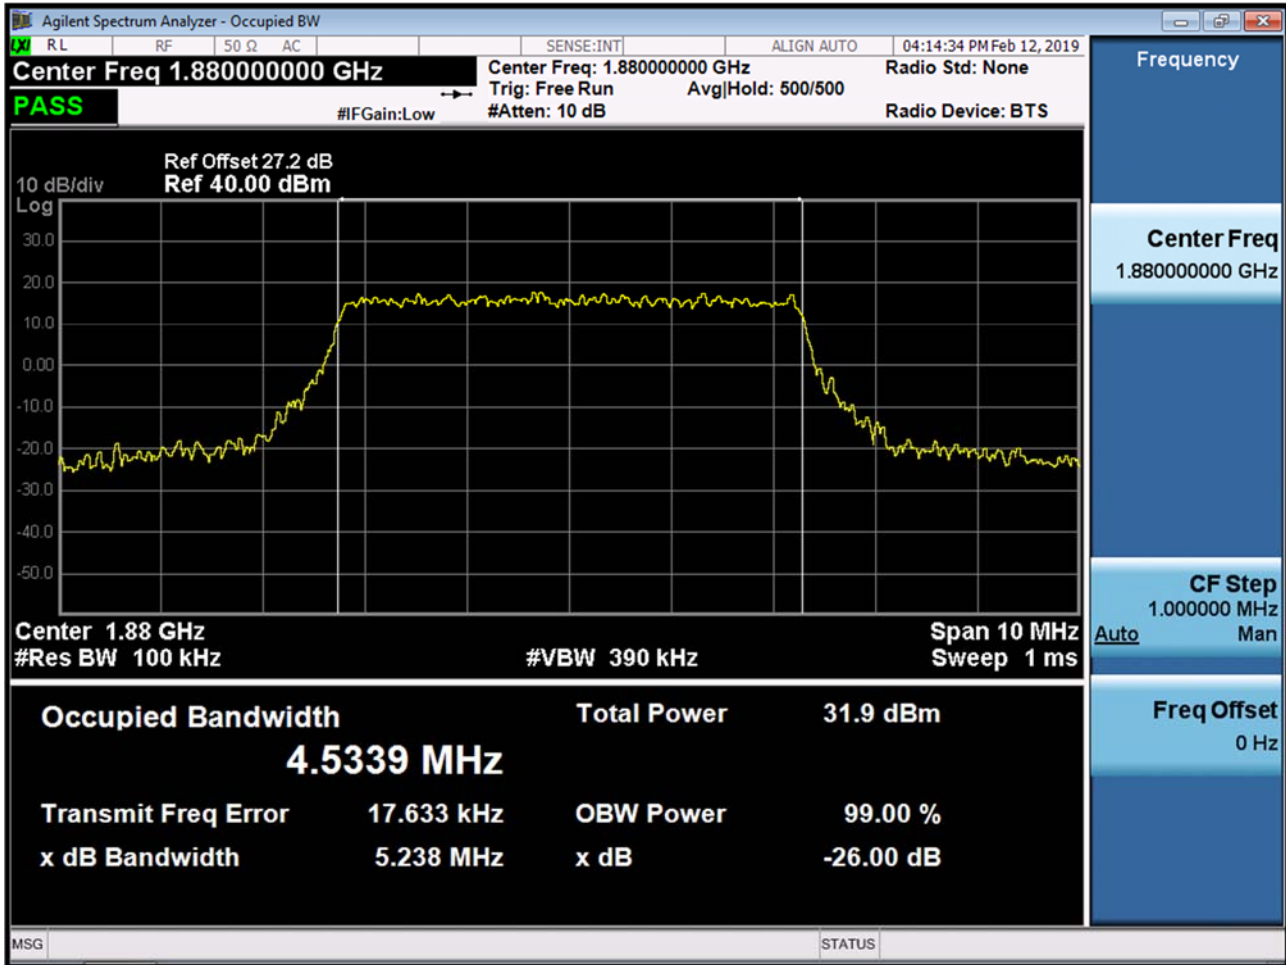 Agilent Spectrum Analyzer - Occupied BW
LXI RL RF 50 Ω AC SENSE:INT ALIGN AUTO 04:14:34 PM Feb 12, 2019
Center Freq 1.880000000 GHz
Center Freq: 1.880000000 GHz
Radio Std: None
Trig: Free Run Avg|Hold: 500/500
PASS
#IFGain:Low
#Atten: 10 dB
Radio Device: BTS
Ref Offset 27.2 dB
10 dB/div Ref 40.00 dBm
Log
30.0
20.0
10.0
0.00
-10.0
-20.0
-30.0
-40.0
-50.0
Center 1.88 GHz Span 10 MHz
#Res BW 100 kHz #VBW 390 kHz Sweep 1 ms
Occupied Bandwidth Total Power 31.9 dBm
4.5339 MHz
Transmit Freq Error 17.633 kHz OBW Power 99.00 %
x dB Bandwidth 5.238 MHz x dB -26.00 dB
Frequency
Center Freq
1.880000000 GHz
CF Step
1.000000 MHz
Auto Man
Freq Offset
0 Hz
MSG STATUS